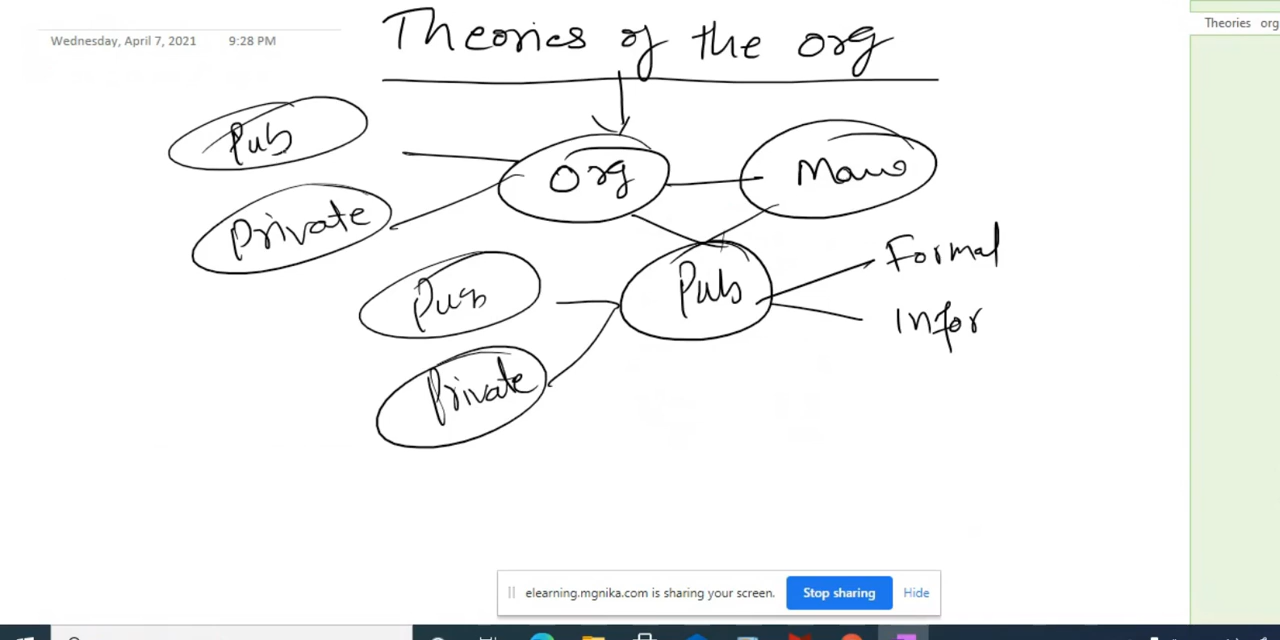 Theories org
Wednesday, April 7, 2021 9:28 PM
Theories of the org
Pub
Org
Private
Pub
Pub
Formal
Infor
Private
elearning.mgnika.com is sharing your screen.
Stop sharing
Hide